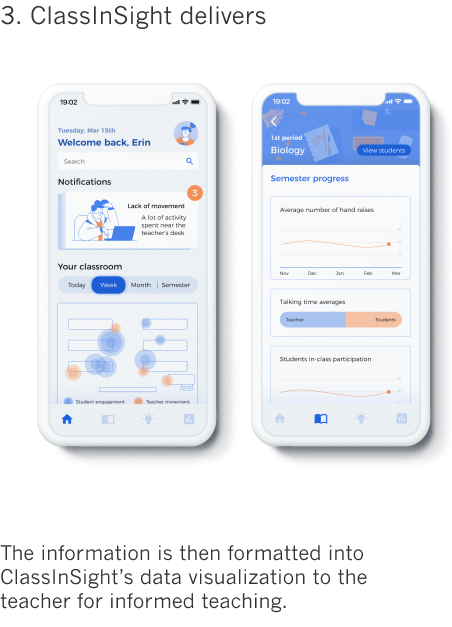 3. ClassInSight delivers
19:02
Tuesday, Mar 15th
Welcome back, Erin
Search
Notifications
3
Lack of movement
A lot of activity
spent near the
teacher's desk
Your classroom
Today Week Month Semester
Student engagement Teacher movement
19:02
1st period
Biology
View students
Semester progress
Average number of hand raises
Nov Dec Jan Feb Mar
Talking time averages
Teacher Students
Students in-class participation
The information is then formatted into
ClassInSight’s data visualization to the
teacher for informed teaching.